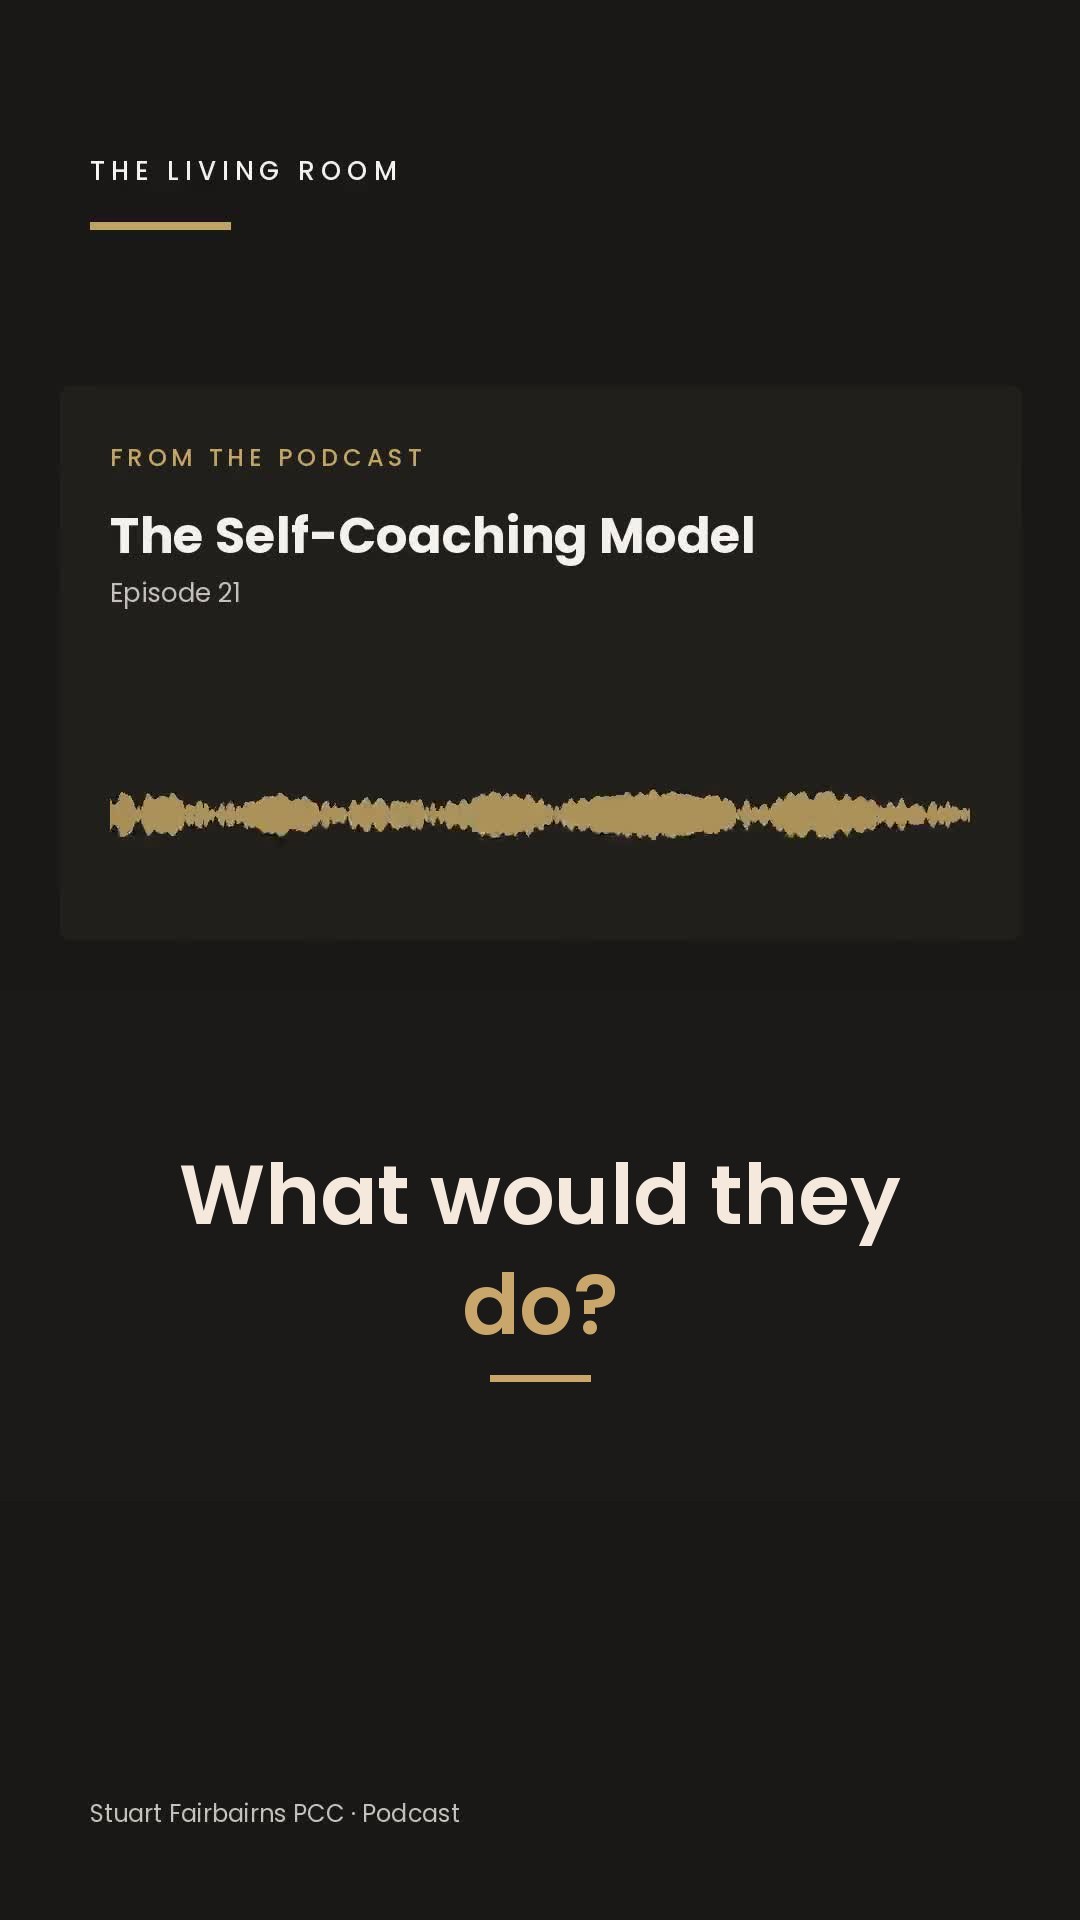 THE LIVING ROOM
FROM THE PODCAST
The Self-Coaching Model
Episode 21
What would they
do?
Stuart Fairbairns PCC · Podcast